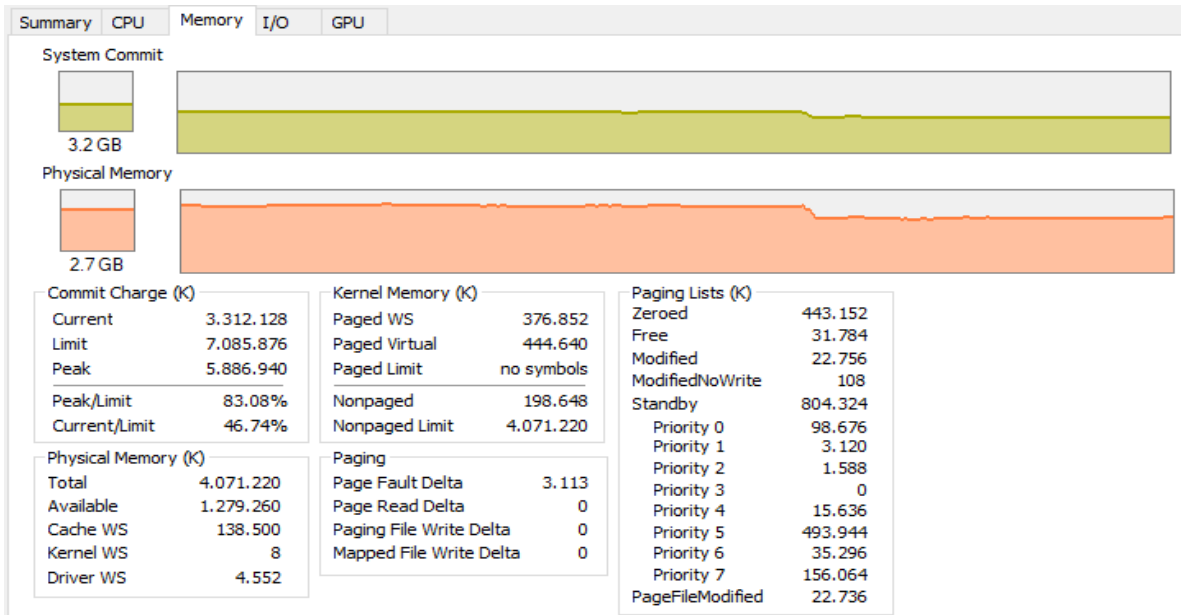 Summary CPU Memory I/O GPU
System Commit
3.2 GB
Physical Memory
2.7 GB
Commit Charge (K)
Current 3.312.128
Limit 7.085.876
Peak 5.886.940
Peak/Limit 83.08%
Current/Limit 46.74%
Physical Memory (K)
Total 4.071.220
Available 1.279.260
Cache WS 138.500
Kernel WS 8
Driver WS 4.552
Kernel Memory (K)
Paged WS 376.852
Paged Virtual 444.640
Paged Limit no symbols
Nonpaged 198.648
Nonpaged Limit 4.071.220
Paging
Page Fault Delta 3.113
Page Read Delta 0
Paging File Write Delta 0
Mapped File Write Delta 0
Paging Lists (K)
Zeroed 443.152
Free 31.784
Modified 22.756
ModifiedNoWrite 108
Standby 804.324
Priority 0 98.676
Priority 1 3.120
Priority 2 1.588
Priority 3 0
Priority 4 15.636
Priority 5 493.944
Priority 6 35.296
Priority 7 156.064
PageFileModified 22.736